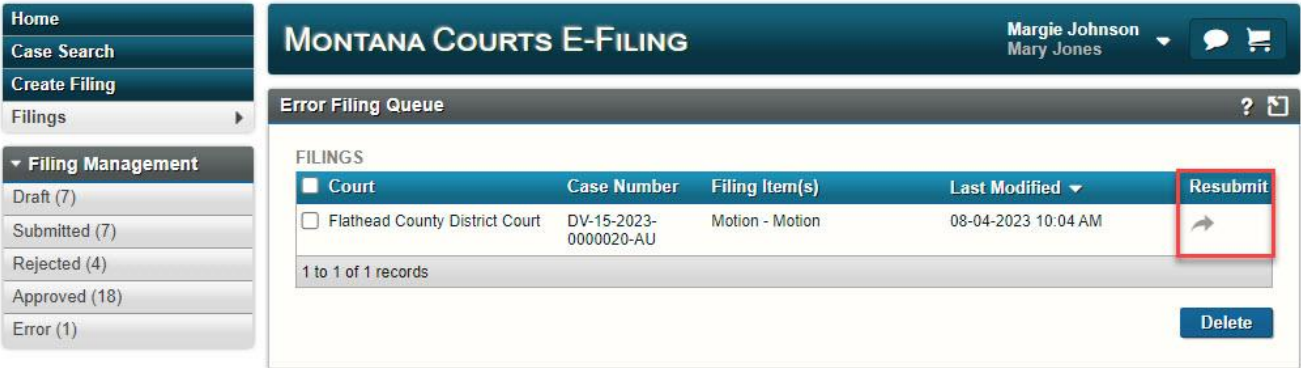 Home
Case Search
Create Filing
Filings
Filing Management
Draft (7)
Submitted (7)
Rejected (4)
Approved (18)
Error (1)
MONTANA COURTS E-FILING
Margie Johnson
Mary Jones
Error Filing Queue ?
FILINGS
Court Case Number Filing Item(s) Last Modified Resubmit
Flathead County District Court DV-15-2023- Motion - Motion 08-04-2023 10:04 AM
0000020-AU
1 to 1 of 1 records
Delete